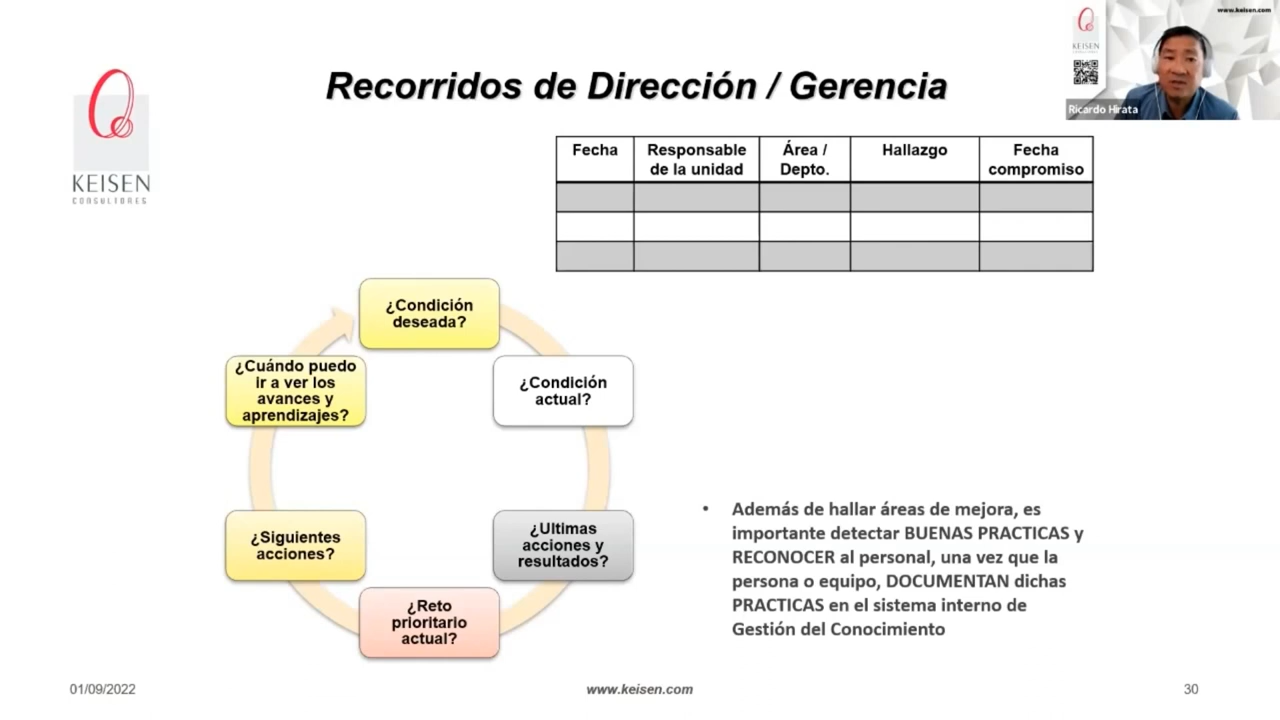 www.keisen.com
KEISEN
Ricardo Hirata
Recorridos de Dirección / Gerencia
KEISEN
CONSULTORES
Fecha
Responsable
de la unidad
Área /
Depto.
Hallazgo
Fecha
compromiso
¿Condición
deseada?
¿Condición
actual?
¿Ultimas
acciones y
resultados?
¿Reto
prioritario
actual?
¿Siguientes
acciones?
¿Cuándo puedo
ir a ver los
avances y
aprendizajes?
• Además de hallar áreas de mejora, es
importante detectar BUENAS PRACTICAS y
RECONOCER al personal, una vez que la
persona o equipo, DOCUMENTAN dichas
PRACTICAS en el sistema interno de
Gestión del Conocimiento
01/09/2022
www.keisen.com
30